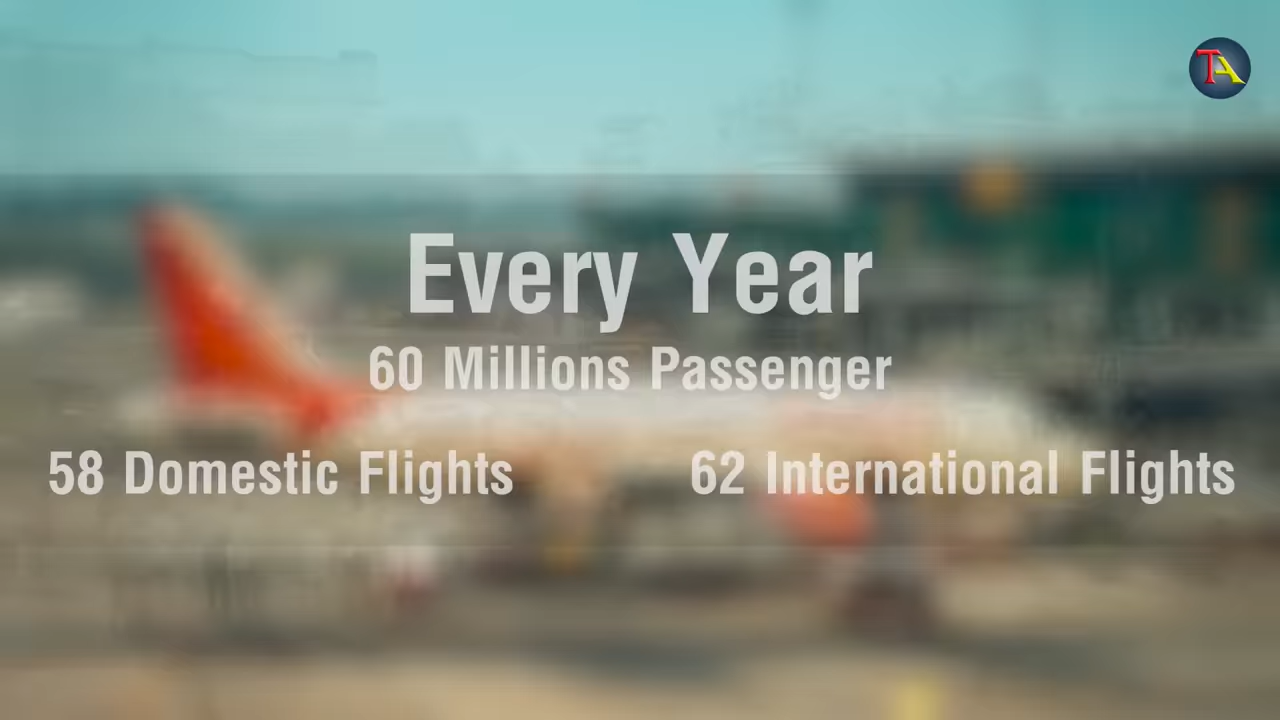 TA
Every Year
60 Millions Passenger
58 Domestic Flights
62 International Flights